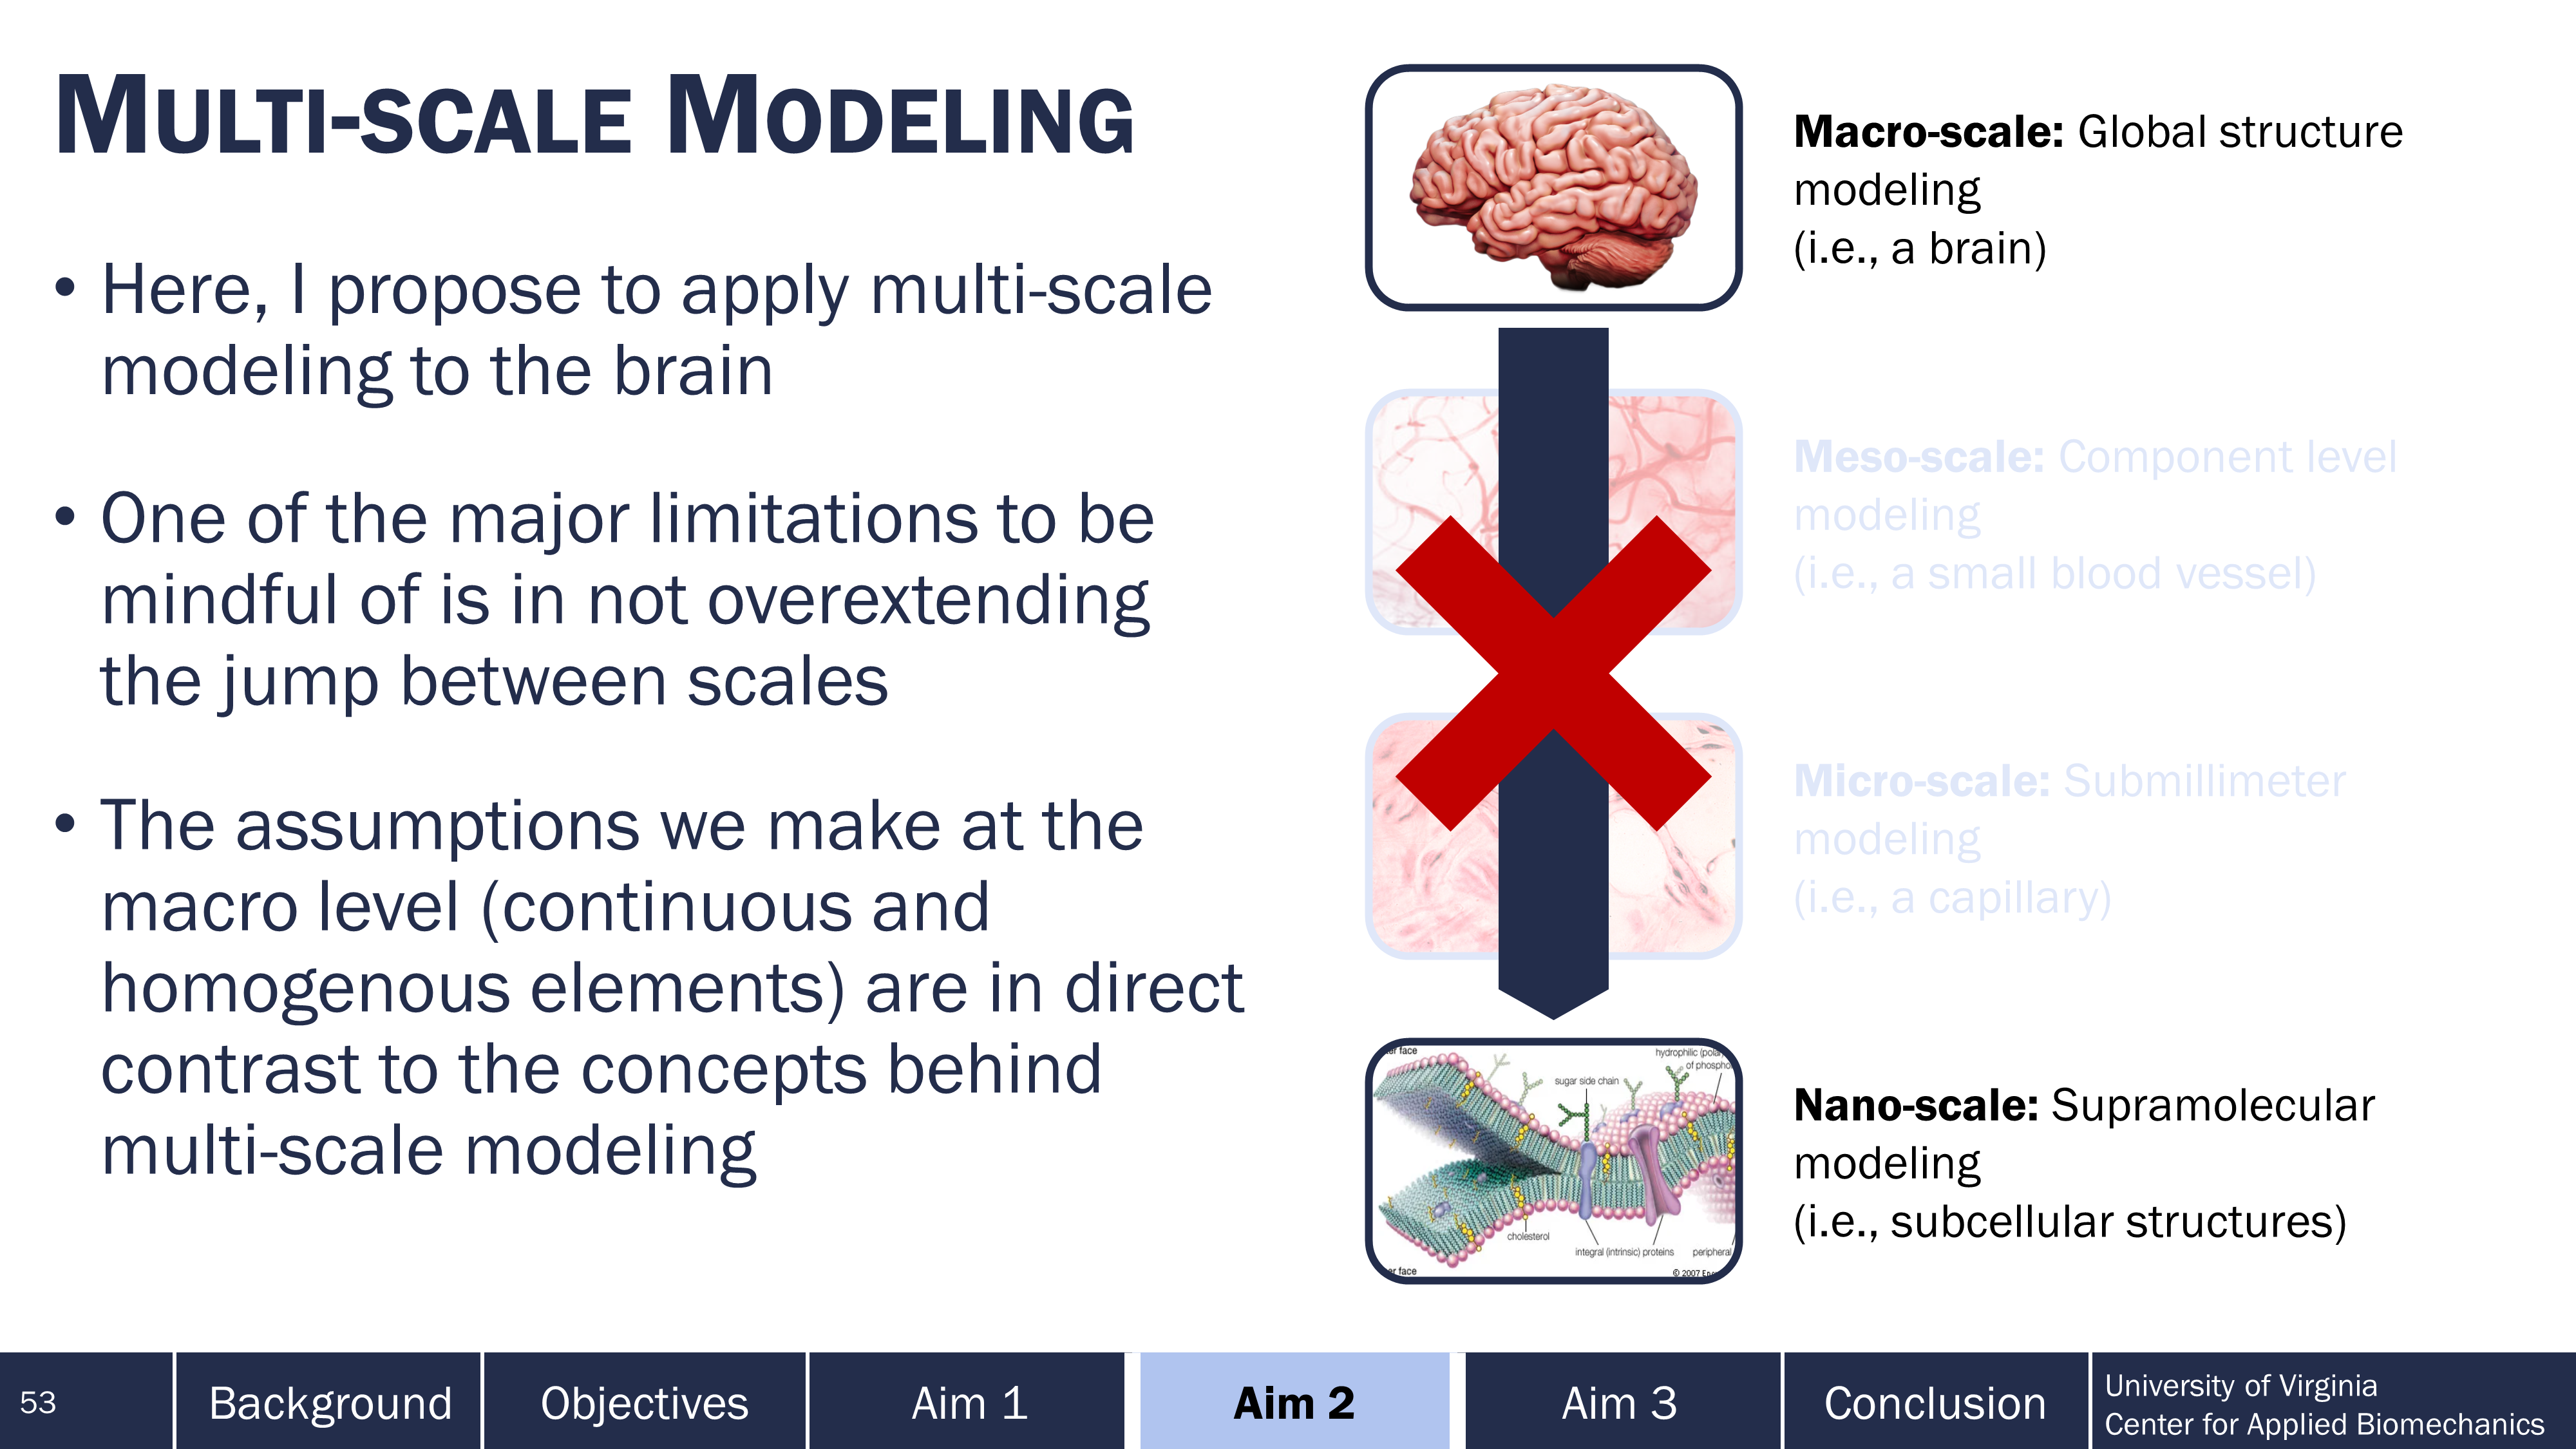 MULTI-SCALE MODELING
• Here, I propose to apply multi-scale
modeling to the brain
• One of the major limitations to be
mindful of is in not overextending
the jump between scales
• The assumptions we make at the
macro level (continuous and
homogenous elements) are in direct
contrast to the concepts behind
multi-scale modeling
Macro-scale: Global structure
modeling
(i.e., a brain)
Meso-scale: Component level
modeling
(i.e., a small blood vessel)
Micro-scale: Submillimeter
modeling
(i.e., a capillary)
face
hydrophilic (polar)
of phospho
sugar side chain
cholesterol
integral (intrinsic) proteins
peripheral
face
© 2007
Nano-scale: Supramolecular
modeling
(i.e., subcellular structures)
53
Background
Objectives
Aim 1
Aim 2
Aim 3
Conclusion
University of Virginia
Center for Applied Biomechanics